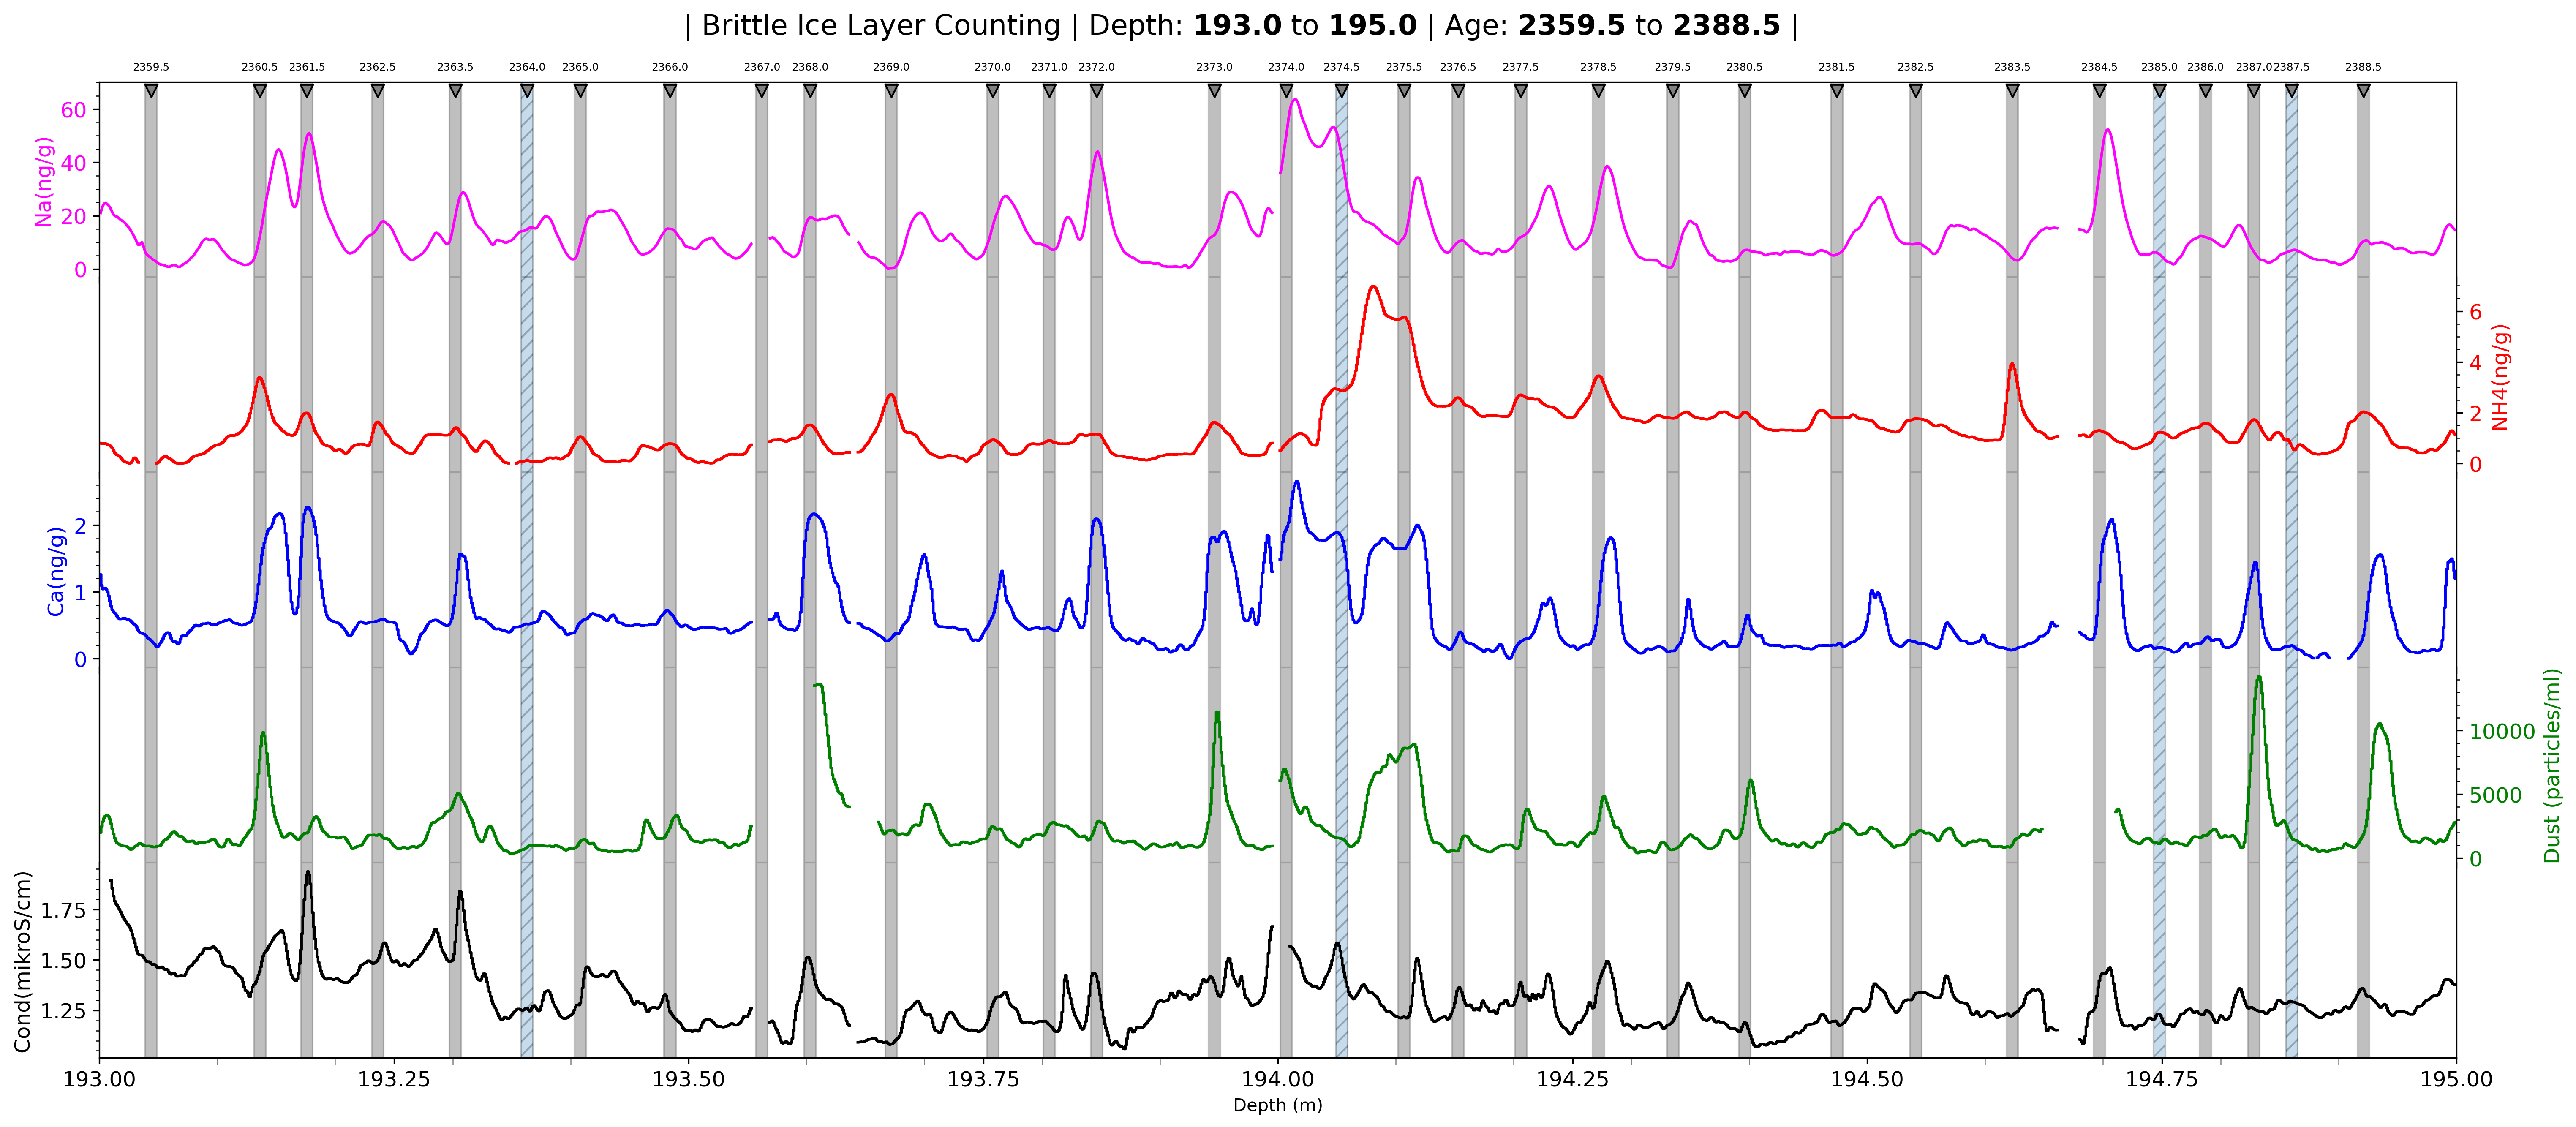 | Brittle Ice Layer Counting | Depth: 193.0 to 195.0 | Age: 2359.5 to 2388.5 |
2359.5 2360.5 2361.5 2362.5 2363.5 2364.0 2365.0 2366.0 2367.0 2368.0 2369.0 2370.0 2371.0 2372.0 2373.0 2374.0 2374.5 2375.5 2376.5 2377.5 2378.5 2379.5 2380.5 2381.5 2382.5 2383.5 2384.5 2385.0 2386.0 2387.0 2387.5 2388.5
Na(ng/g)
60
40
20
0
NH4(ng/g)
6
4
2
0
Ca(ng/g)
2
1
0
Dust (particles/ml)
10000
5000
0
Cond(mikroS/cm)
1.75
1.50
1.25
193.00 193.25 193.50 193.75 194.00 194.25 194.50 194.75 195.00
Depth (m)